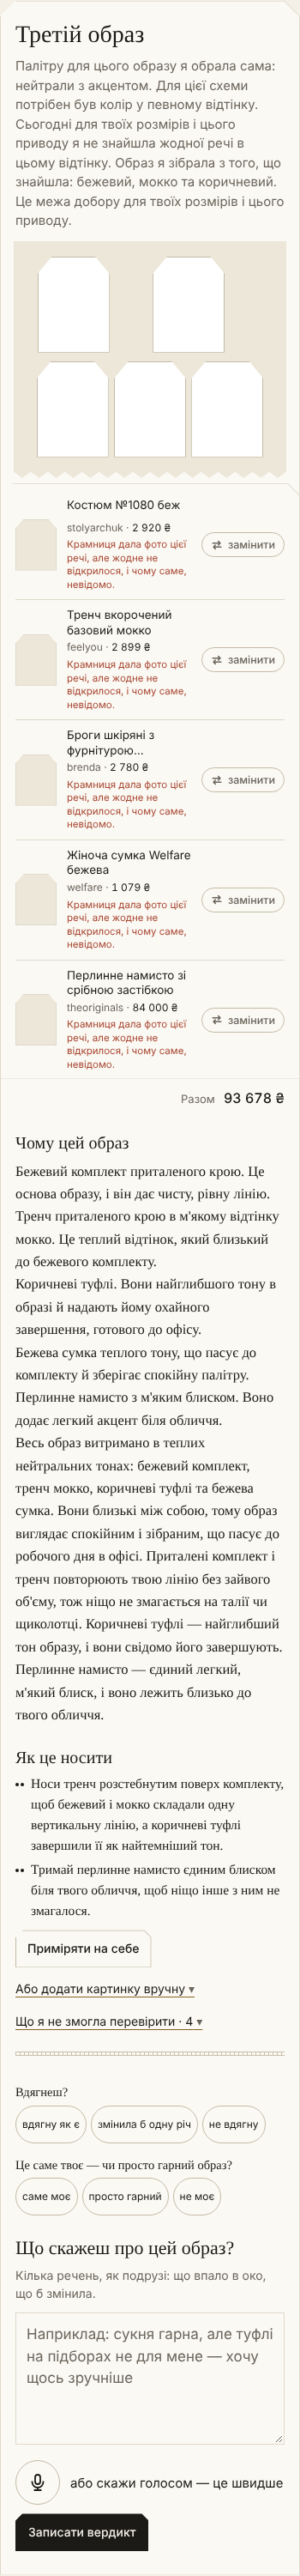 Третій образ
Палітру для цього образу я обрала сама:
нейтрали з акцентом. Для цієї схеми
потрібен був колір у певному відтінку.
Сьогодні для твоїх розмірів і цього
приводу я не знайшла жодної речі в
цьому відтінку. Образ я зібрала з того, що
знайшла: бежевий, мокко та коричневий.
Це межа добору для твоїх розмірів і цього
приводу.
Костюм №1080 беж
stolyarchuk · 2 920 ₴
Крамниця дала фото цієї
речі, але жодне не
відкрилося, і чому саме,
невідомо.
⇄ замінити
Тренч вкорочений
базовий мокко
feelyou · 2 899 ₴
Крамниця дала фото цієї
речі, але жодне не
відкрилося, і чому саме,
невідомо.
⇄ замінити
Броги шкіряні з
фурнітурою...
brenda · 2 780 ₴
Крамниця дала фото цієї
речі, але жодне не
відкрилося, і чому саме,
невідомо.
⇄ замінити
Жіноча сумка Welfare
бежева
welfare · 1 079 ₴
Крамниця дала фото цієї
речі, але жодне не
відкрилося, і чому саме,
невідомо.
⇄ замінити
Перлинне намисто зі
срібною застібкою
theoriginals · 84 000 ₴
Крамниця дала фото цієї
речі, але жодне не
відкрилося, і чому саме,
невідомо.
⇄ замінити
Разом 93 678 ₴
Чому цей образ
Бежевий комплект приталеного крою. Це
основа образу, і він дає чисту, рівну лінію.
Тренч приталеного крою в м'якому відтінку
мокко. Це теплий відтінок, який близький
до бежевого комплекту.
Коричневі туфлі. Вони найглибшого тону в
образі й надають йому охайного
завершення, готового до офісу.
Бежева сумка теплого тону, що пасує до
комплекту й зберігає спокійну палітру.
Перлинне намисто з м'яким блиском. Воно
додає легкий акцент біля обличчя.
Весь образ витримано в теплих
нейтральних тонах: бежевий комплект,
тренч мокко, коричневі туфлі та бежева
сумка. Вони близькі між собою, тому образ
виглядає спокійним і зібраним, що пасує до
робочого дня в офісі. Приталені комплект і
тренч повторюють твою лінію без зайвого
об'єму, тож ніщо не змагається на талії чи
щиколотці. Коричневі туфлі — найглибший
тон образу, і вони свідомо його завершують.
Перлинне намисто — єдиний легкий,
м'який блиск, і воно лежить близько до
твого обличчя.
Як це носити
•• Носи тренч розстебнутим поверх комплекту,
щоб бежевий і мокко складали одну
вертикальну лінію, а коричневі туфлі
завершили її як найтемніший тон.
•• Тримай перлинне намисто єдиним блиском
біля твого обличчя, щоб ніщо інше з ним не
змагалося.
Приміряти на себе
Або додати картинку вручну ▾
Що я не змогла перевірити · 4 ▾
Вдягнеш?
вдягну як є
змінила б одну річ
не вдягну
Це саме твоє — чи просто гарний образ?
саме моє
просто гарний
не моє
Що скажеш про цей образ?
Кілька речень, як подрузі: що впало в око,
що б змінила.
Наприклад: сукня гарна, але туфлі
на підборах не для мене — хочу
щось зручніше
або скажи голосом — це швидше
Записати вердикт